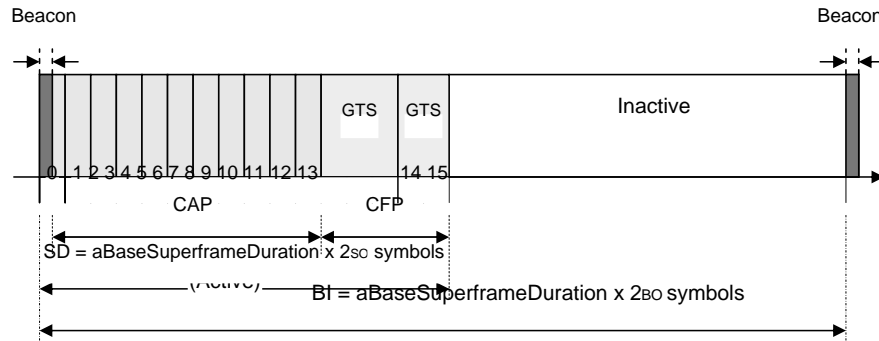 Beacon Beacon
GTS GTS Inactive
0 1 2 3 4 5 6 7 8 9 10 11 12 13 14 15
CAP CFP
SD = aBaseSuperframeDuration x 2SO symbols
(Active)
BI = aBaseSuperframeDuration x 2BO symbols